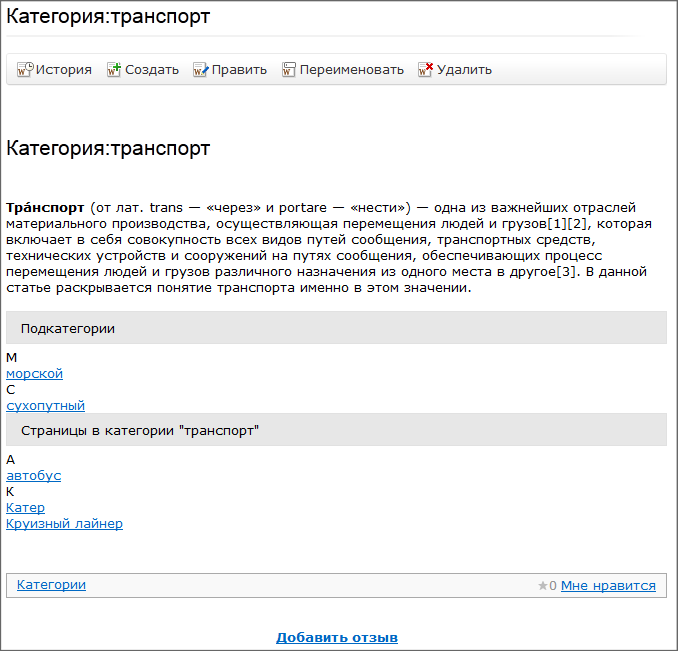 Категория:транспорт
История Создать Править Переименовать Удалить
Категория:транспорт
Тра́нспорт (от лат. trans — «через» и portare — «нести») — одна из важнейших отраслей
материального производства, осуществляющая перемещения людей и грузов[1][2], которая
включает в себя совокупность всех видов путей сообщения, транспортных средств,
технических устройств и сооружений на путях сообщения, обеспечивающих процесс
перемещения людей и грузов различного назначения из одного места в другое[3]. В данной
статье раскрывается понятие транспорта именно в этом значении.
Подкатегории
М
морской
С
сухопутный
Страницы в категории "транспорт"
А
автобус
К
Катер
Круизный лайнер
Категории ★0 Мне нравится
Добавить отзыв